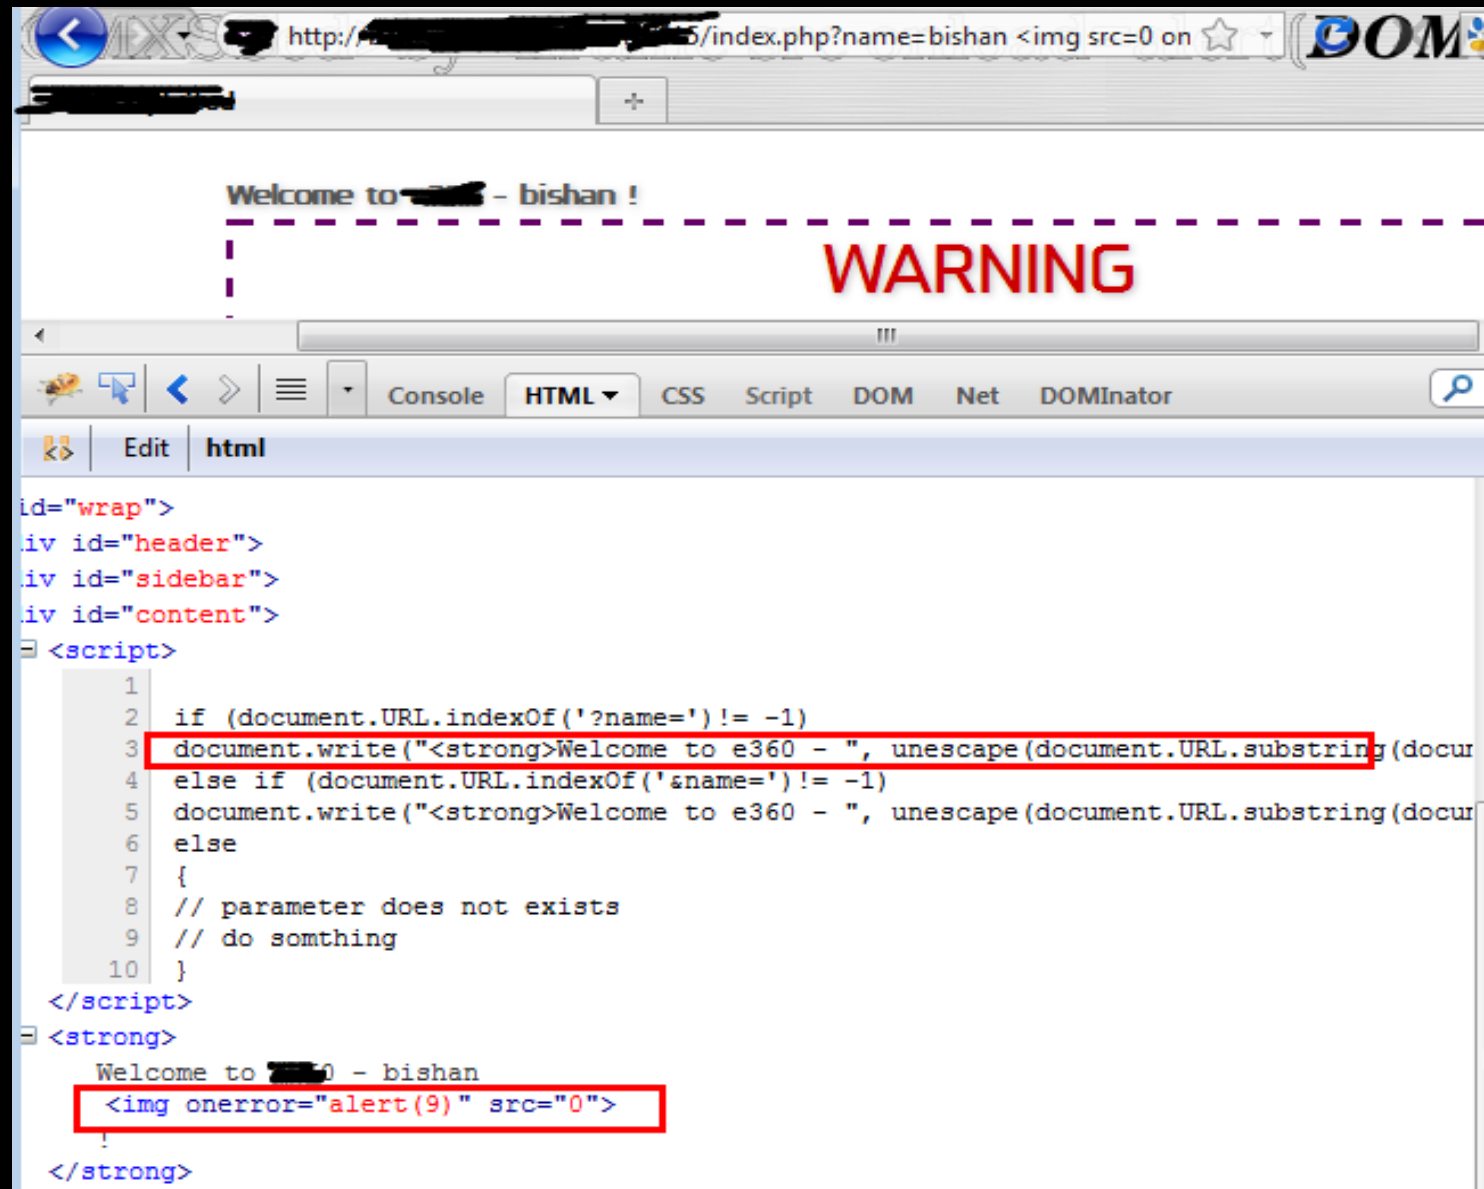 http:/ 5/index.php?name=bishan <img src=0 on
DOM
Welcome to - bishan !
WARNING
Console HTML CSS Script DOM Net DOMInator
Edit html
id="wrap">
iv id="header">
iv id="sidebar">
iv id="content">
<script>
1
2 if (document.URL.indexOf('?name=')!= -1)
3 document.write("<strong>Welcome to e360 - ", unescape(document.URL.substring(docum
4 else if (document.URL.indexOf('&name=')!= -1)
5 document.write("<strong>Welcome to e360 - ", unescape(document.URL.substring(docum
6 else
7 {
8 // parameter does not exists
9 // do somthing
10 }
</script>
<strong>
Welcome to 0 - bishan
<img onerror="alert(9)" src="0">
!
</strong>